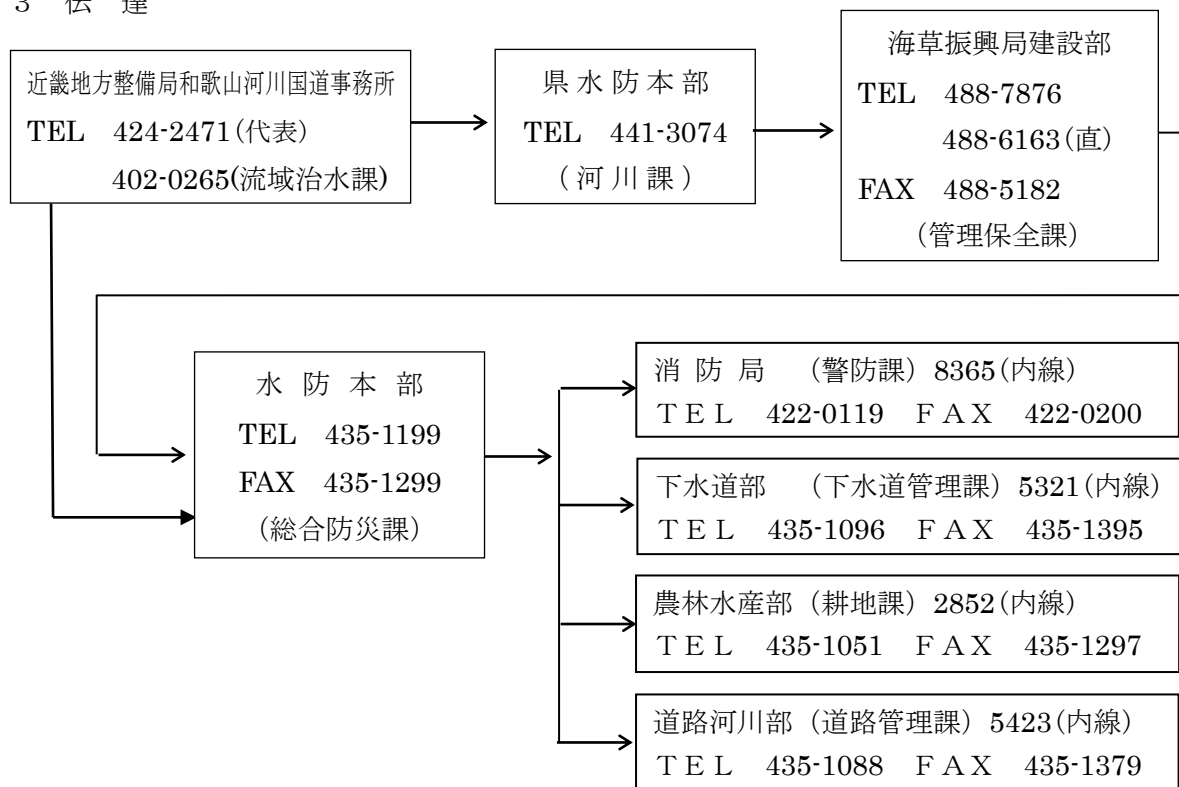 3 伝 達
近畿地方整備局和歌山河川国道事務所
TEL 424-2471(代表)
402-0265(流域治水課)
県水防本部
TEL 441-3074
（河川課）
海草振興局建設部
TEL 488-7876
488-6163(直)
FAX 488-5182
（管理保全課）
水 防 本 部
TEL 435-1199
FAX 435-1299
（総合防災課）
消 防 局 （警防課）8365(内線)
ＴＥＬ 422-0119 ＦＡＸ 422-0200
下水道部 （下水道管理課）5321(内線)
ＴＥＬ 435-1096 ＦＡＸ 435-1395
農林水産部（耕地課）2852(内線)
ＴＥＬ 435-1051 ＦＡＸ 435-1297
道路河川部（道路管理課）5423(内線)
ＴＥＬ 435-1088 ＦＡＸ 435-1379